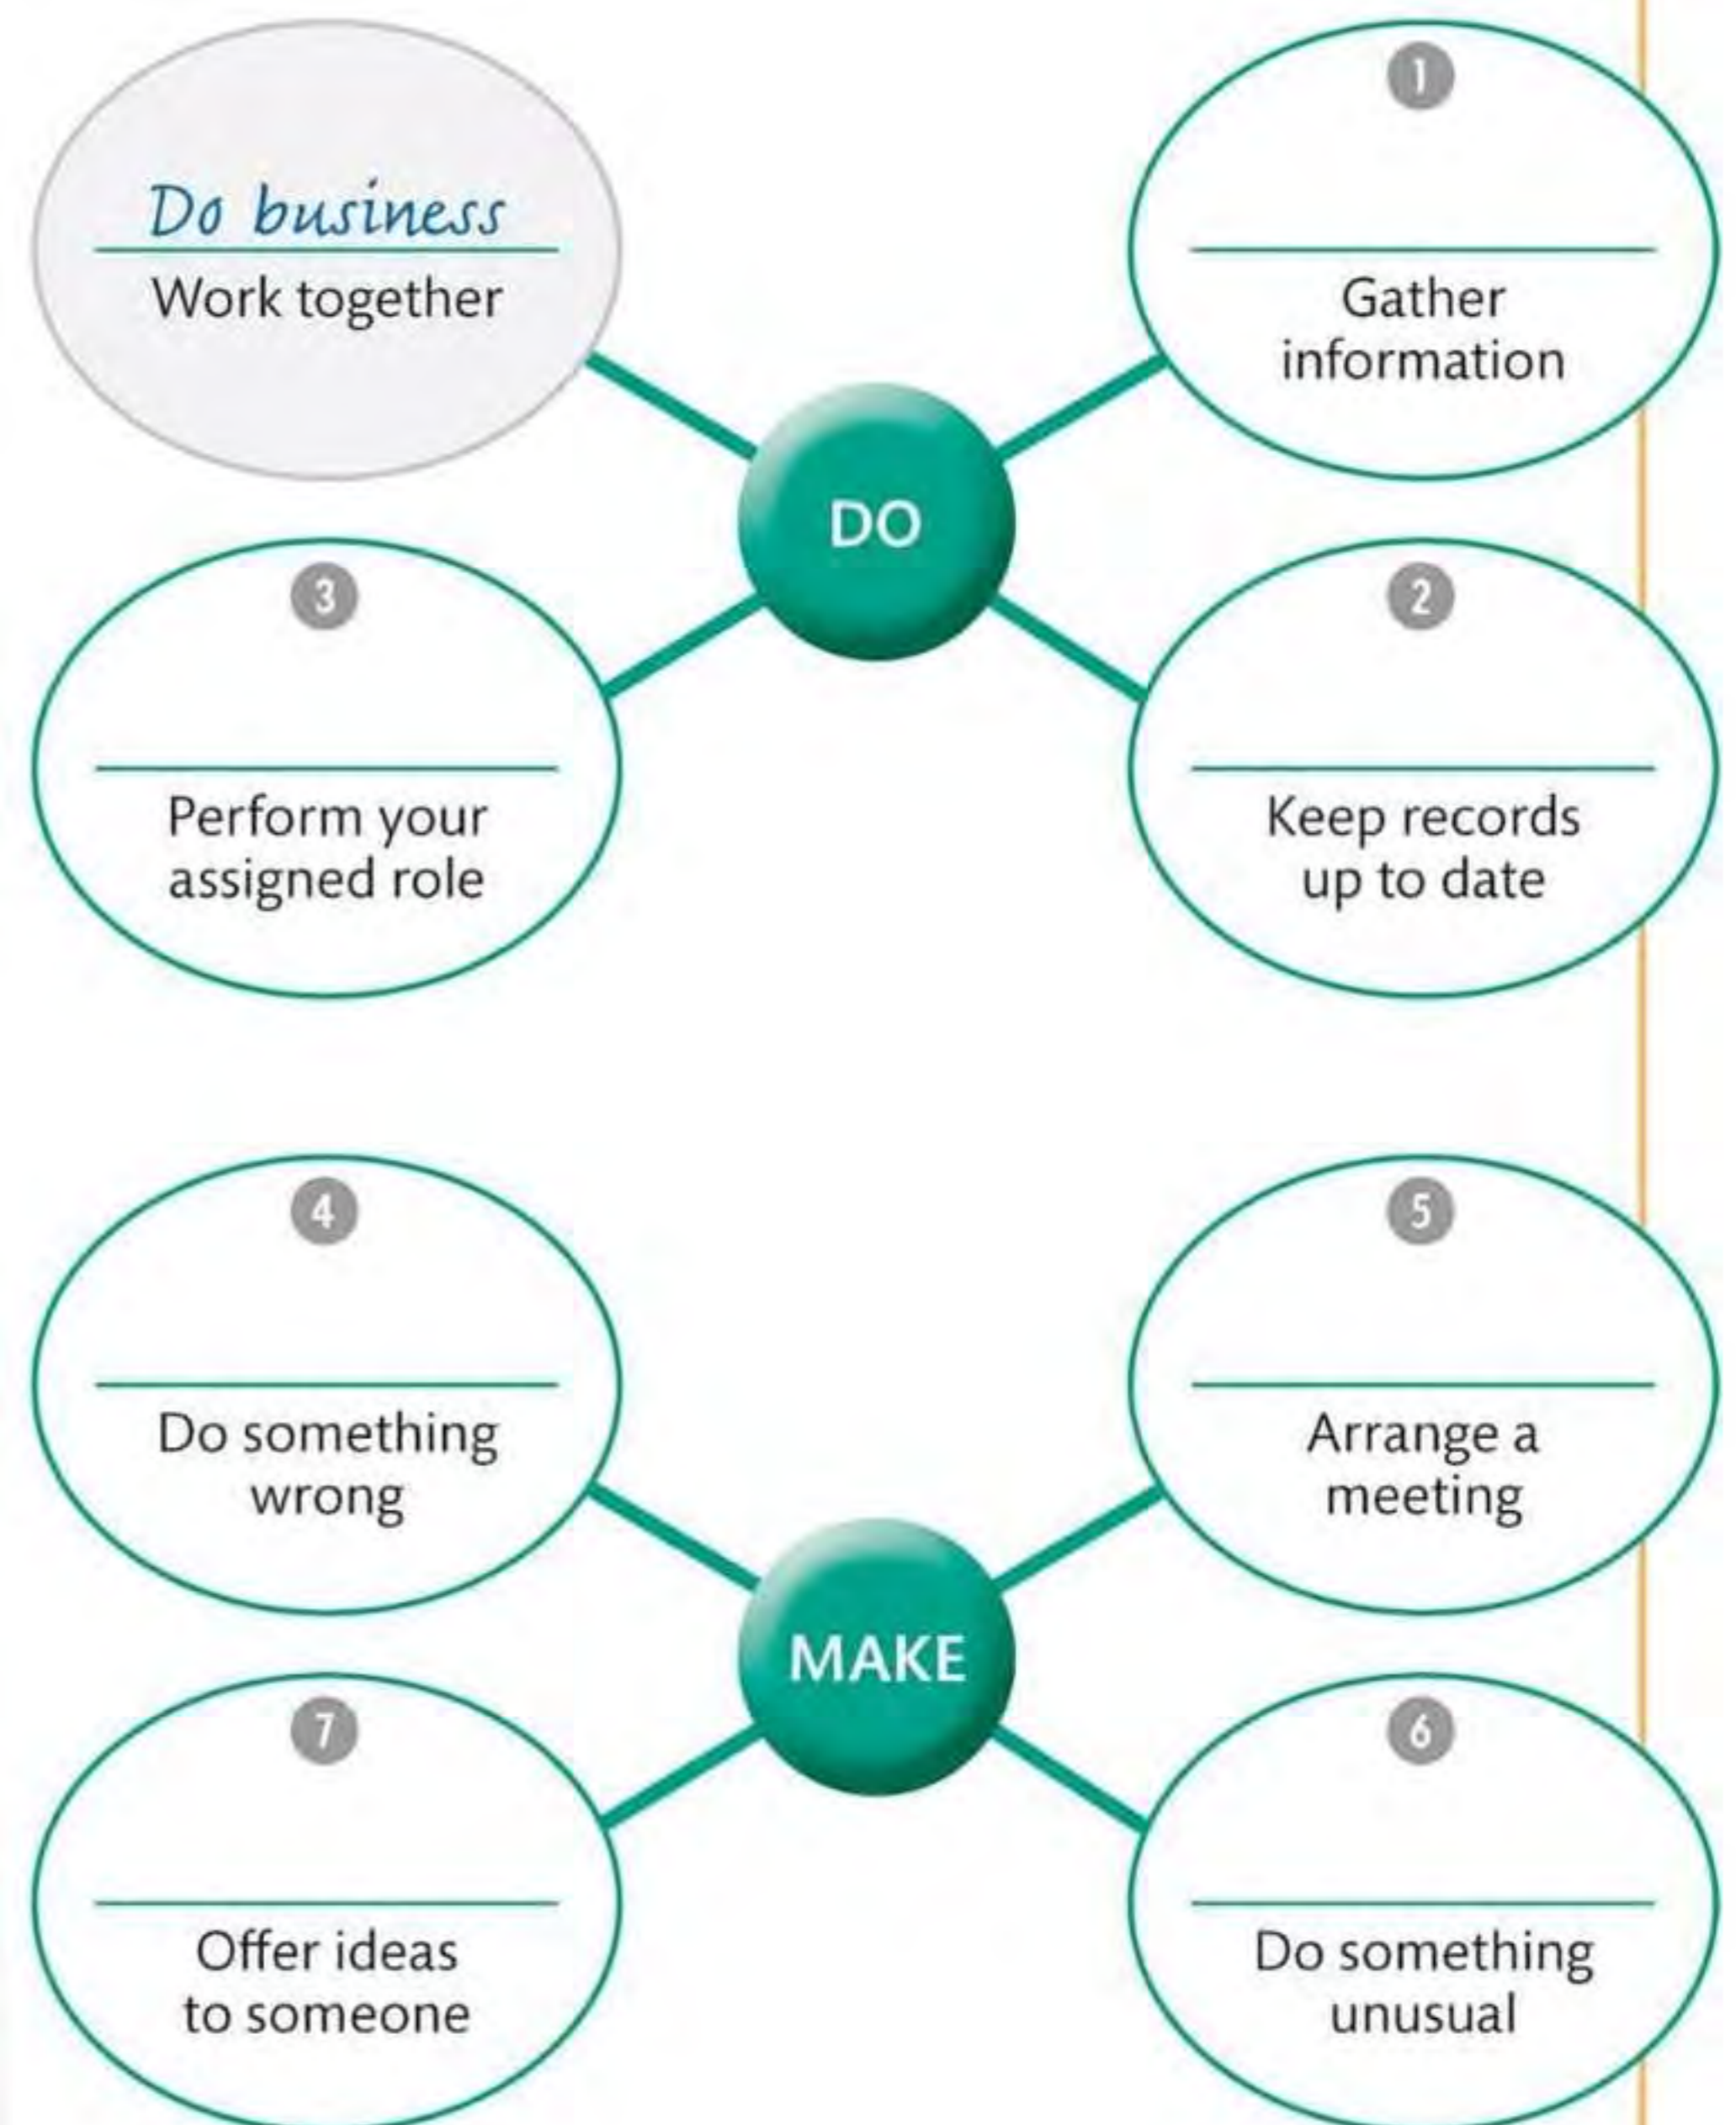 Do business
Work together
1
Gather
information
DO
3
Perform your
assigned role
2
Keep records
up to date
4
Do something
wrong
5
Arrange a
meeting
MAKE
7
Offer ideas
to someone
6
Do something
unusual